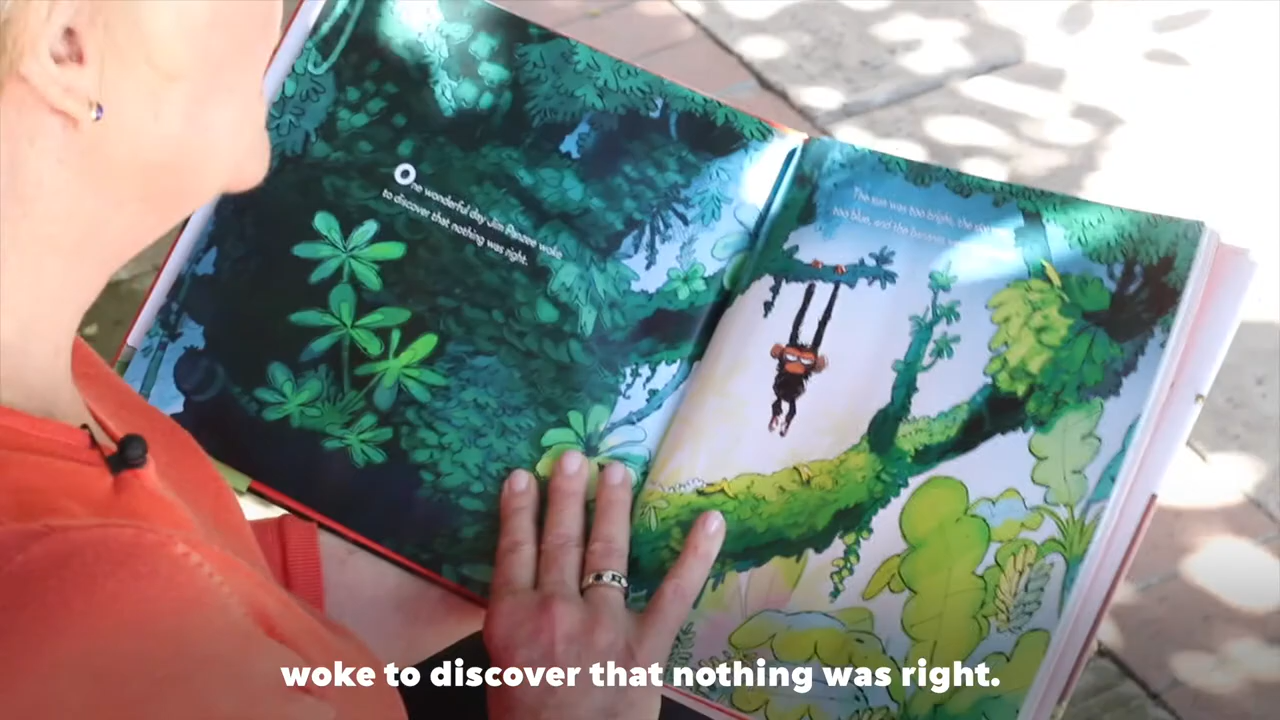 One wonderful day Jim Panzee woke
to discover that nothing was right.
The sun was too bright, the sky
too blue, and the bananas
woke to discover that nothing was right.